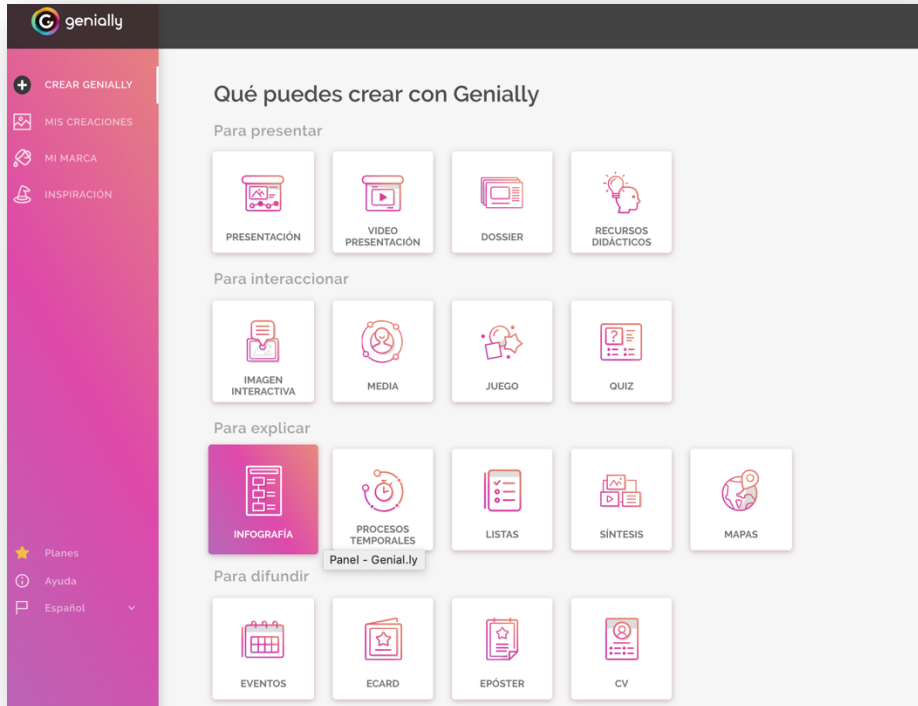 genially
CREAR GENIALLY
MIS CREACIONES
MI MARCA
INSPIRACIÓN
Planes
Ayuda
Español
Qué puedes crear con Genially
Para presentar
PRESENTACIÓN
VIDEO
PRESENTACIÓN
DOSSIER
RECURSOS
DIDÁCTICOS
Para interaccionar
IMAGEN
INTERACTIVA
MEDIA
JUEGO
QUIZ
Para explicar
INFOGRAFÍA
PROCESOS
TEMPORALES
LISTAS
SÍNTESIS
MAPAS
Panel - Genial.ly
Para difundir
EVENTOS
ECARD
EPÓSTER
CV